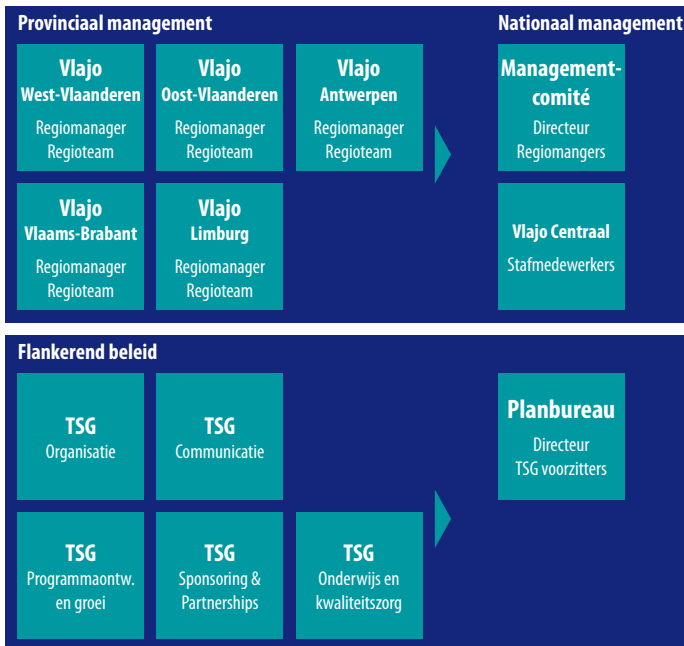 Provinciaal management
Vlajo
West-Vlaanderen
Regiomanager
Regioteam
Vlajo
Oost-Vlaanderen
Regiomanager
Regioteam
Vlajo
Antwerpen
Regiomanager
Regioteam
Vlajo
Vlaams-Brabant
Regiomanager
Regioteam
Vlajo
Limburg
Regiomanager
Regioteam
Nationaal management
Management-
comité
Directeur
Regiomangers
Vlajo Centraal
Stafmedewerkers
Flankerend beleid
TSG
Organisatie
TSG
Communicatie
TSG
Programmaontw.
en groei
TSG
Sponsoring &
Partnerships
TSG
Onderwijs en
kwaliteitszorg
Planbureau
Directeur
TSG voorzitters